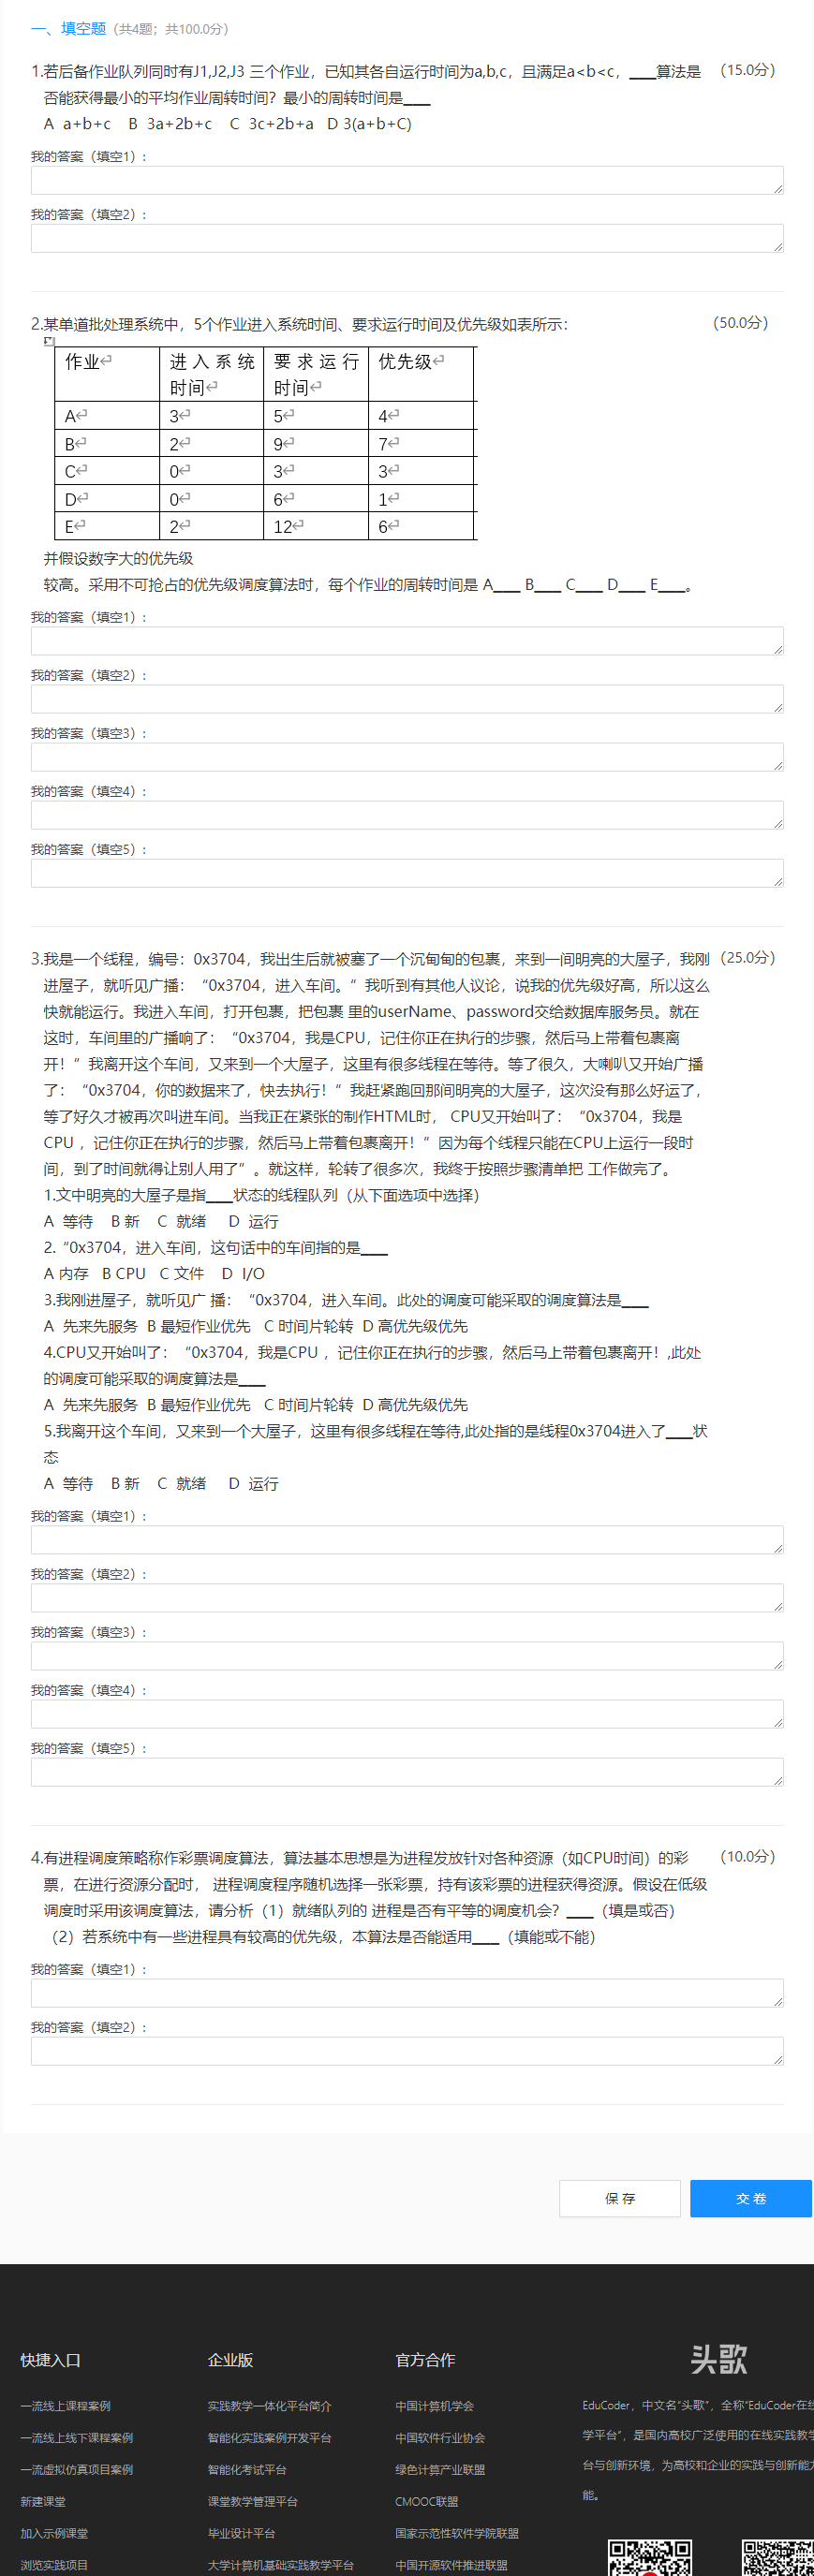 一、填空题（共4题；共100.0分）
1.若后备作业队列同时有J1,J2,J3 三个作业，已知其各自运行时间为a,b,c，且满足a<b<c，___算法是 （15.0分）
否能获得最小的平均作业周转时间？最小的周转时间是___
A a+b+c B 3a+2b+c C 3c+2b+a D 3(a+b+C)
我的答案（填空1）:
我的答案（填空2）:
2.某单道批处理系统中，5个作业进入系统时间、要求运行时间及优先级如表所示： （50.0分）
作业 进入系统时间 要求运行时间 优先级
A 3 5 4
B 2 9 7
C 0 3 3
D 0 6 1
E 2 12 6
并假设数字大的优先级
较高。采用不可抢占的优先级调度算法时，每个作业的周转时间是 A___ B___ C___ D___ E___。
我的答案（填空1）:
我的答案（填空2）:
我的答案（填空3）:
我的答案（填空4）:
我的答案（填空5）:
3.我是一个线程，编号：0x3704，我出生后就被塞了一个沉甸甸的包裹，来到一间明亮的大屋子，我刚 （25.0分）
进屋子，就听见广播：“0x3704，进入车间。” 我听到有其他人议论，说我的优先级好高，所以这么
快就能运行。我进入车间，打开包裹，把包裹 里的userName、password交给数据库服务员。就在
这时，车间里的广播响了：“0x3704，我是CPU，记住你正在执行的步骤，然后马上带着包裹离
开！” 我离开这个车间，又来到一个大屋子，这里有很多线程在等待。等了很久，大喇叭又开始广播
了：“0x3704，你的数据来了，快去执行！” 我赶紧跑回那间明亮的大屋子，这次没有那么好运了，
等了好久才被再次叫进车间。当我正在紧张的制作HTML时， CPU又开始叫了：“0x3704，我是
CPU ，记住你正在执行的步骤，然后马上带着包裹离开！” 因为每个线程只能在CPU上运行一段时
间，到了时间就得让别人用了” 。就这样，轮转了很多次，我终于按照步骤清单把 工作做完了。
1.文中明亮的大屋子是指___状态的线程队列（从下面选项中选择）
A 等待 B 新 C 就绪 D 运行
2.“0x3704，进入车间，这句话中的车间指的是___
A 内存 B CPU C 文件 D I/O
3.我刚进屋子，就听见广 播：“0x3704，进入车间。此处的调度可能采取的调度算法是___
A 先来先服务 B 最短作业优先 C 时间片轮转 D 高优先级优先
4.CPU又开始叫了：“0x3704，我是CPU ，记住你正在执行的步骤，然后马上带着包裹离开！,此处
的调度可能采取的调度算法是___
A 先来先服务 B 最短作业优先 C 时间片轮转 D 高优先级优先
5.我离开这个车间，又来到一个大屋子，这里有很多线程在等待,此处指的是线程0x3704进入了___状
态
A 等待 B 新 C 就绪 D 运行
我的答案（填空1）:
我的答案（填空2）:
我的答案（填空3）:
我的答案（填空4）:
我的答案（填空5）:
4.有进程调度策略称作彩票调度算法，算法基本思想是为进程发放针对各种资源（如CPU时间）的彩 （10.0分）
票，在进行资源分配时， 进程调度程序随机选择一张彩票，持有该彩票的进程获得资源。假设在低级
调度时采用该调度算法，请分析（1）就绪队列的 进程是否有平等的调度机会？___（填是或否）
（2）若系统中有一些进程具有较高的优先级，本算法是否能适用___（填能或不能）
我的答案（填空1）:
我的答案（填空2）:
保存 交卷
快捷入口 企业版 官方合作 头歌
一流线上课程案例 实践教学一体化平台简介 中国计算机学会 EduCoder，中文名“头歌”，全称“EduCoder在线
一流线上线下课程案例 智能化实践案例开发平台 中国软件行业协会 学平台”，是国内高校广泛使用的在线实践教学
一流虚拟仿真项目案例 智能化考试平台 绿色计算产业联盟 台与创新环境，为高校和企业的实践与创新能力
新建课堂 课堂教学管理平台 CMOOC联盟 能。
加入示例课堂 毕业设计平台 国家示范性软件学院联盟
浏览实践项目 大学计算机基础实践教学平台 中国开源软件推进联盟